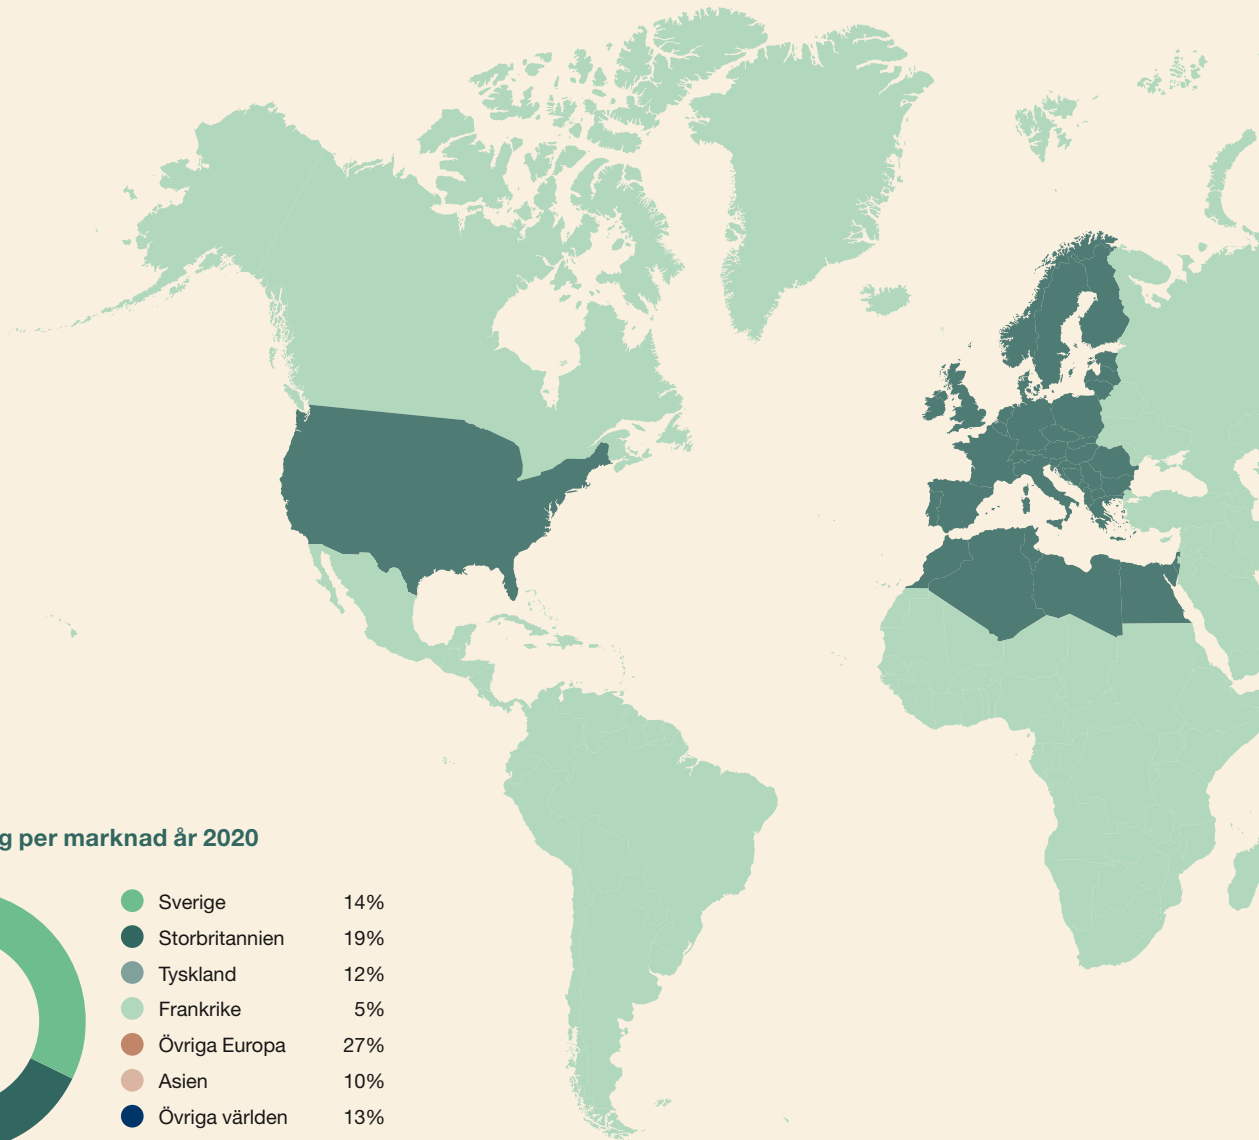 g per marknad år 2020
Sverige 14%
Storbritannien 19%
Tyskland 12%
Frankrike 5%
Övriga Europa 27%
Asien 10%
Övriga världen 13%